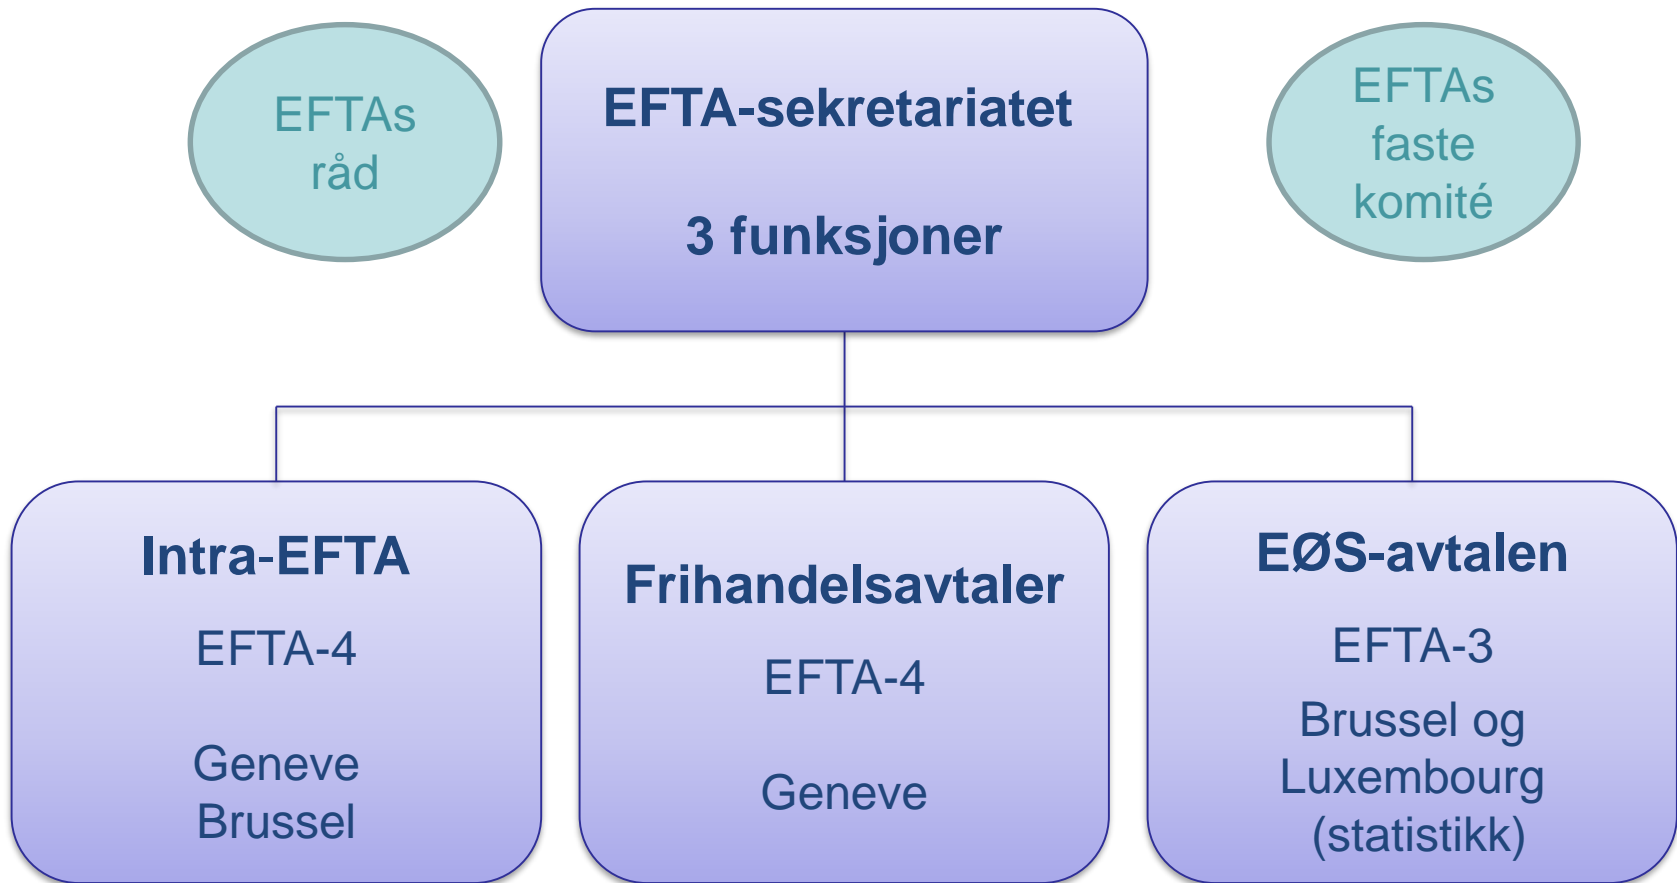 EFTAs
råd
EFTA-sekretariatet
3 funksjoner
EFTAs
faste
komité
Intra-EFTA
EFTA-4
Geneve
Brussel
Frihandelsavtaler
EFTA-4
Geneve
EØS-avtalen
EFTA-3
Brussel og
Luxembourg
(statistikk)